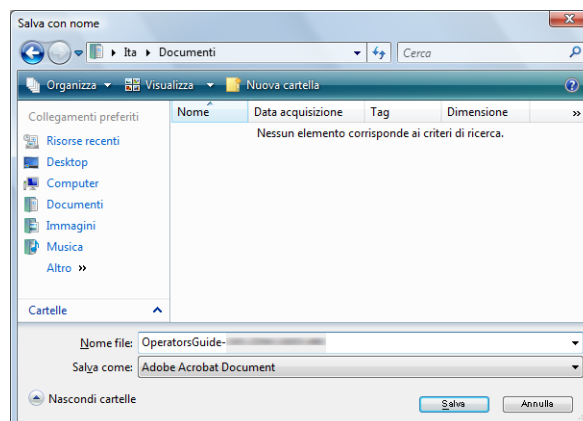 Salva con nome
Ita Documenti
Cerca
Organizza Visualizza Nuova cartella
Collegamenti preferiti
Nome Data acquisizione Tag Dimensione »
Nessun elemento corrisponde ai criteri di ricerca.
Risorse recenti
Desktop
Computer
Documenti
Immagini
Musica
Altro »
Cartelle
Nome file: OperatorsGuide-
Salva come: Adobe Acrobat Document
Nascondi cartelle
Salva Annulla